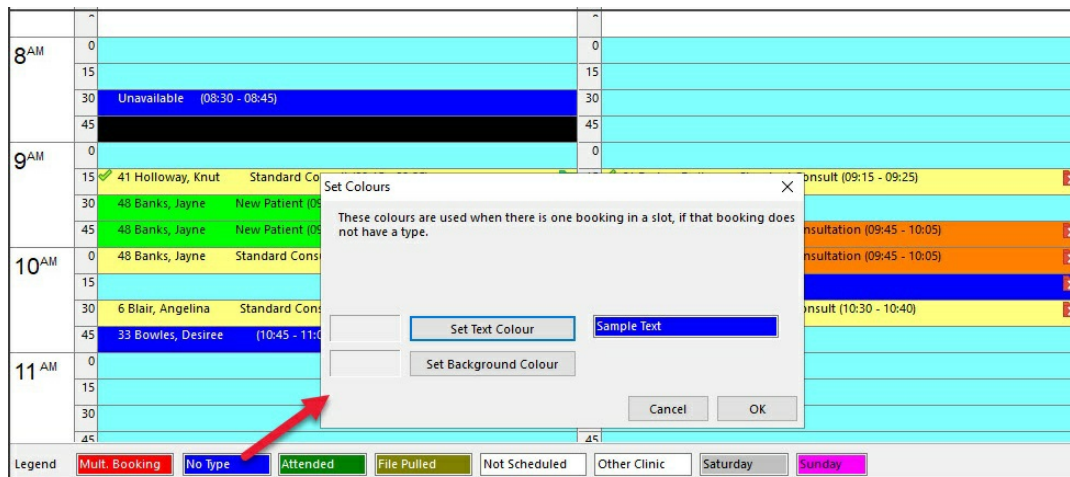 8AM 0 0
15 15
30 Unavailable (08:30 - 08:45) 30
45 45
9AM 0 0
15 41 Holloway, Knut Standard
30 48 Banks, Jayne New Patient
45 48 Banks, Jayne New Patient nsultation (09:45 - 10:05)
10AM 0 48 Banks, Jayne Standard nsultation (09:45 - 10:05)
15
30 6 Blair, Angelina Standard onsult (10:30 - 10:40)
45 33 Bowles, Desiree (10:45 -
11AM 0
15
30
45 45
onsult (09:15 - 09:25)
Set Colours
These colours are used when there is one booking in a slot, if that booking does
not have a type.
Set Text Colour Sample Text
Set Background Colour
Cancel OK
Legend Mult. Booking No Type Attended File Pulled Not Scheduled Other Clinic Saturday Sunday